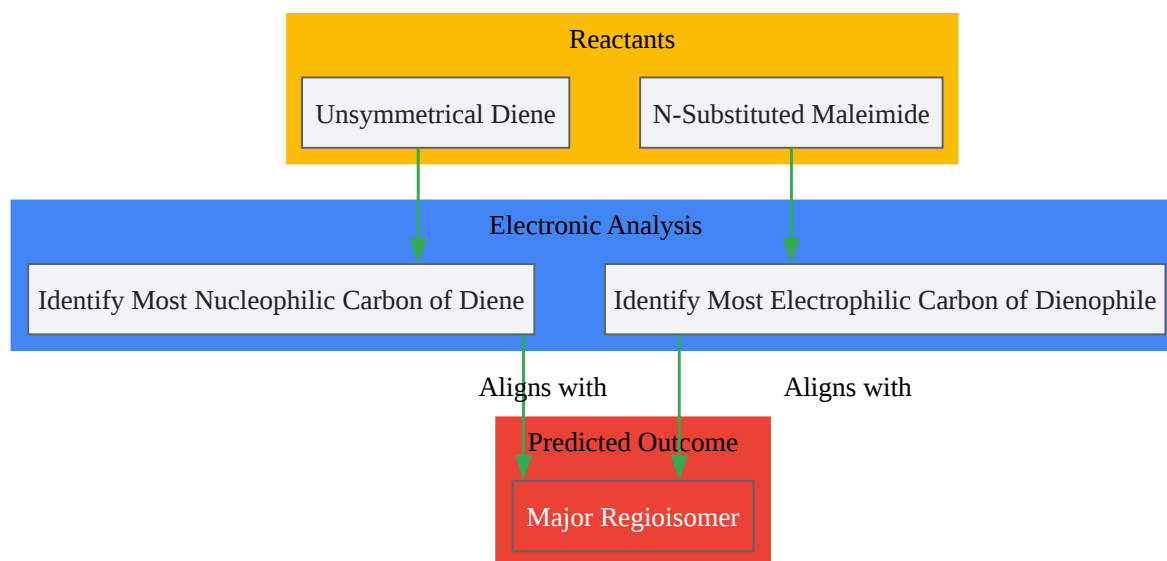 Reactants
Unsymmetrical Diene
N-Substituted Maleimide
Electronic Analysis
Identify Most Nucleophilic Carbon of Diene
Identify Most Electrophilic Carbon of Dienophile
Aligns with
Aligns with
Predicted Outcome
Major Regioisomer